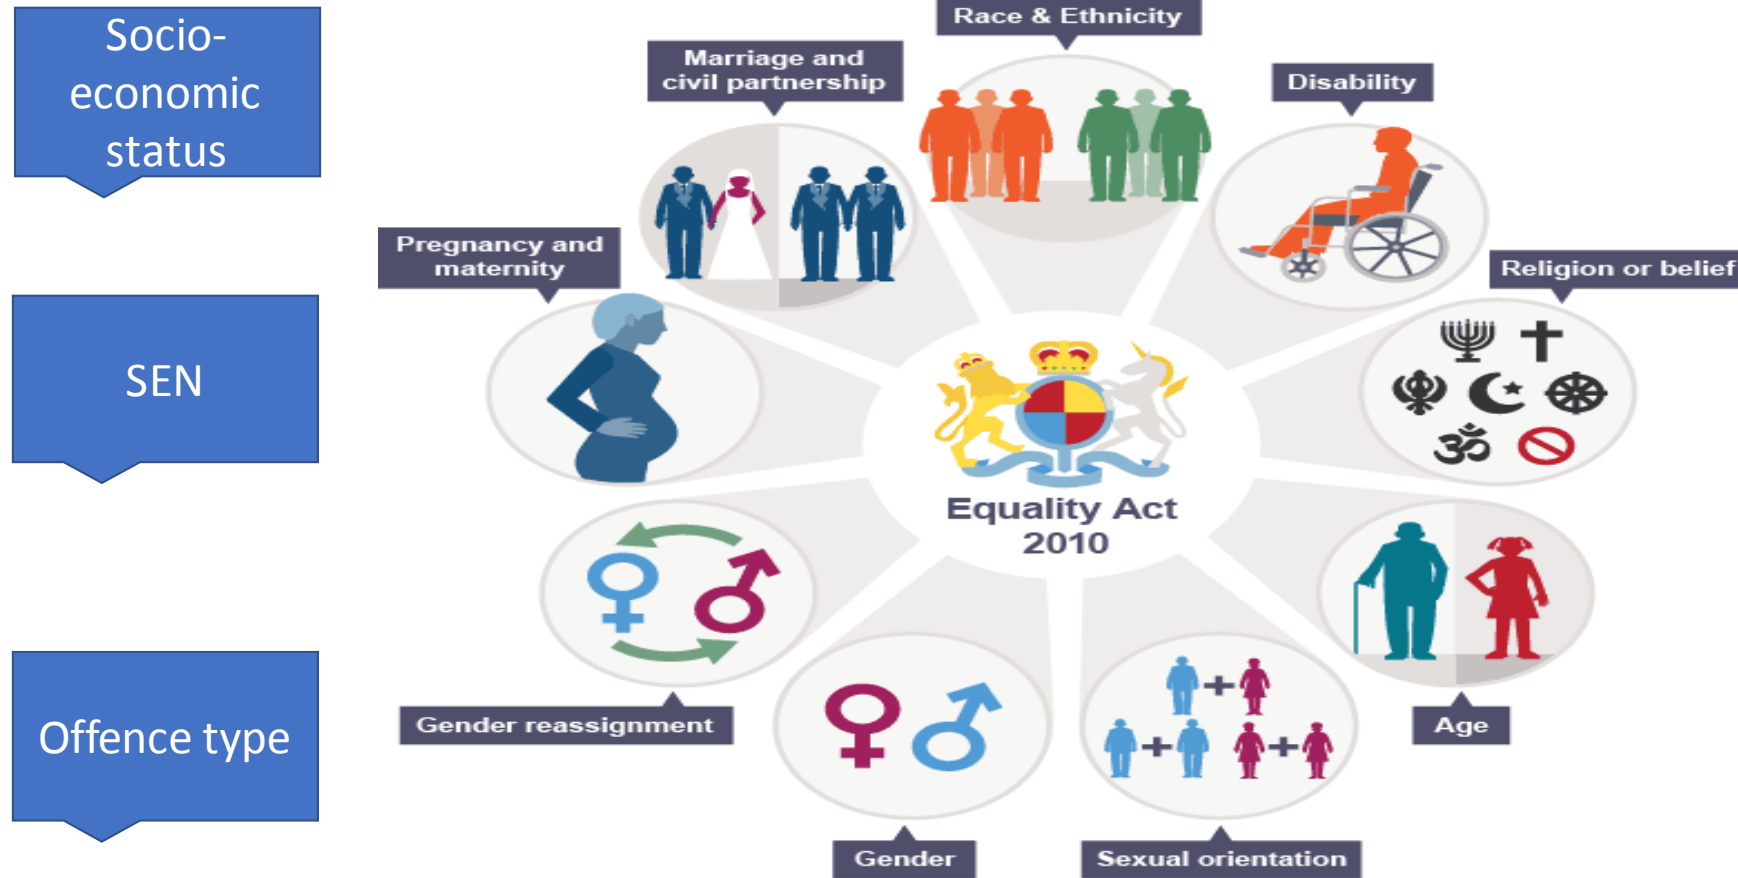 Socio-
economic
status
SEN
Offence type
Race & Ethnicity
Marriage and
civil partnership
Disability
Pregnancy and
maternity
Religion or belief
Equality Act
2010
Gender reassignment
Age
Gender
Sexual orientation